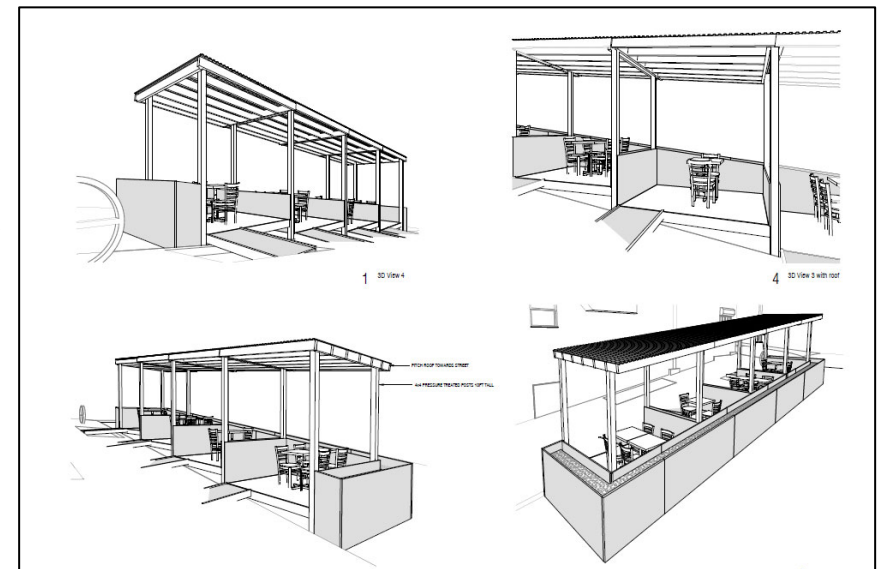 1 3D View 4
4 3D View 3 with roof
PITCH ROOF TOWARDS STREET
4x4 PRESSURE TREATED POSTS 10FT TALL